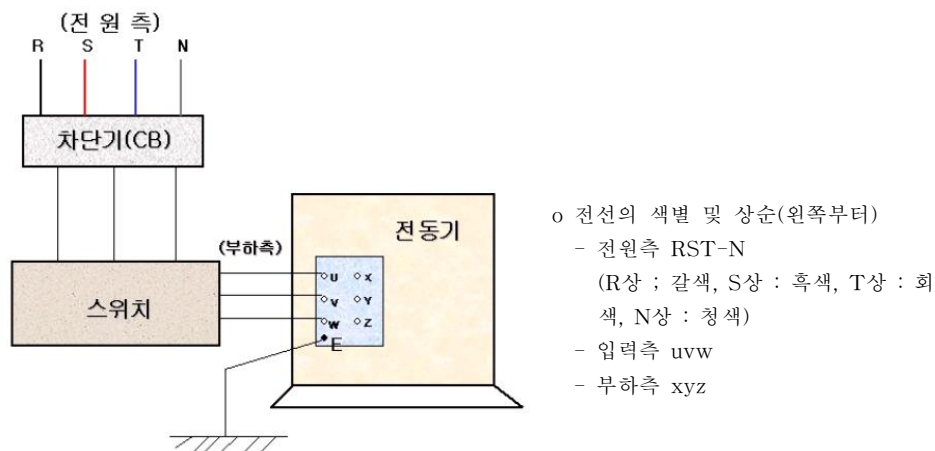 (전 원 측)
R S T N
차단기(CB)
전동기
(부하측)
스위치
U X
V Y
W Z
E
o 전선의 색별 및 상순(왼쪽부터)
- 전원측 RST-N
(R상 ; 갈색, S상 : 흑색, T상 : 회
색, N상 : 청색)
- 입력측 uvw
- 부하측 xyz